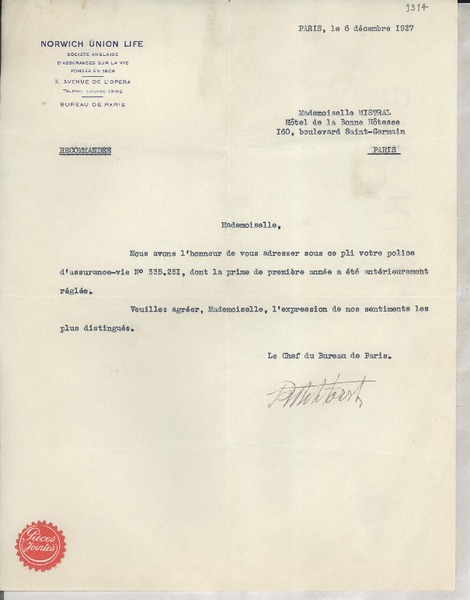 3314
PARIS, le 6 décembre 1927
NORWICH UNION LIFE
SOCIÉTÉ ANGLAISE
D'ASSURANCES SUR LA VIE
FONDÉE EN 1808
3, AVENUE DE L'OPÉRA
BUREAU DE PARIS
Mademoiselle MISTRAL
Hôtel de la Bonne Hôtesse
160, boulevard Saint-Germain
RECOMMANDÉE
PARIS
Mademoiselle,
Nous avons l'honneur de vous adresser sous ce pli votre police
d'assurance-vie N° 335.251, dont la prime de première année a été antérieurement
réglée.
Veuillez agréer, Mademoiselle, l'expression de nos sentiments les
plus distingués.
Le Chef du Bureau de Paris.
Pièces
Jointes